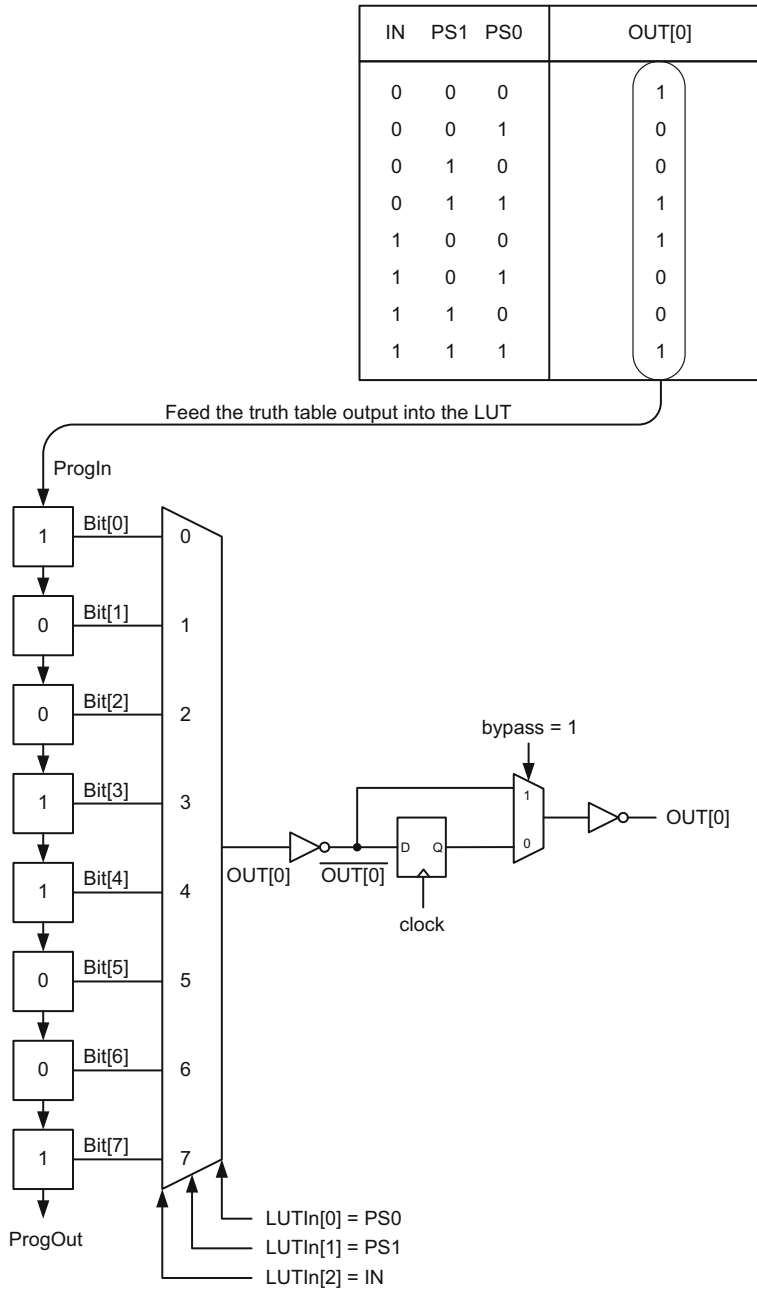 IN PS1 PS0 OUT[0]
0 0 0 1
0 0 1 0
0 1 0 0
0 1 1 1
1 0 0 1
1 0 1 0
1 1 0 0
1 1 1 1
Feed the truth table output into the LUT
ProgIn
1 Bit[0] 0
0 Bit[1] 1
0 Bit[2] 2
bypass = 1
1 Bit[3] 3
1
0
OUT[0]
D Q
OUT[0] OUT[0]
1 Bit[4] 4
clock
0 Bit[5] 5
0 Bit[6] 6
1 Bit[7] 7
ProgOut
LUTIn[0] = PS0
LUTIn[1] = PS1
LUTIn[2] = IN